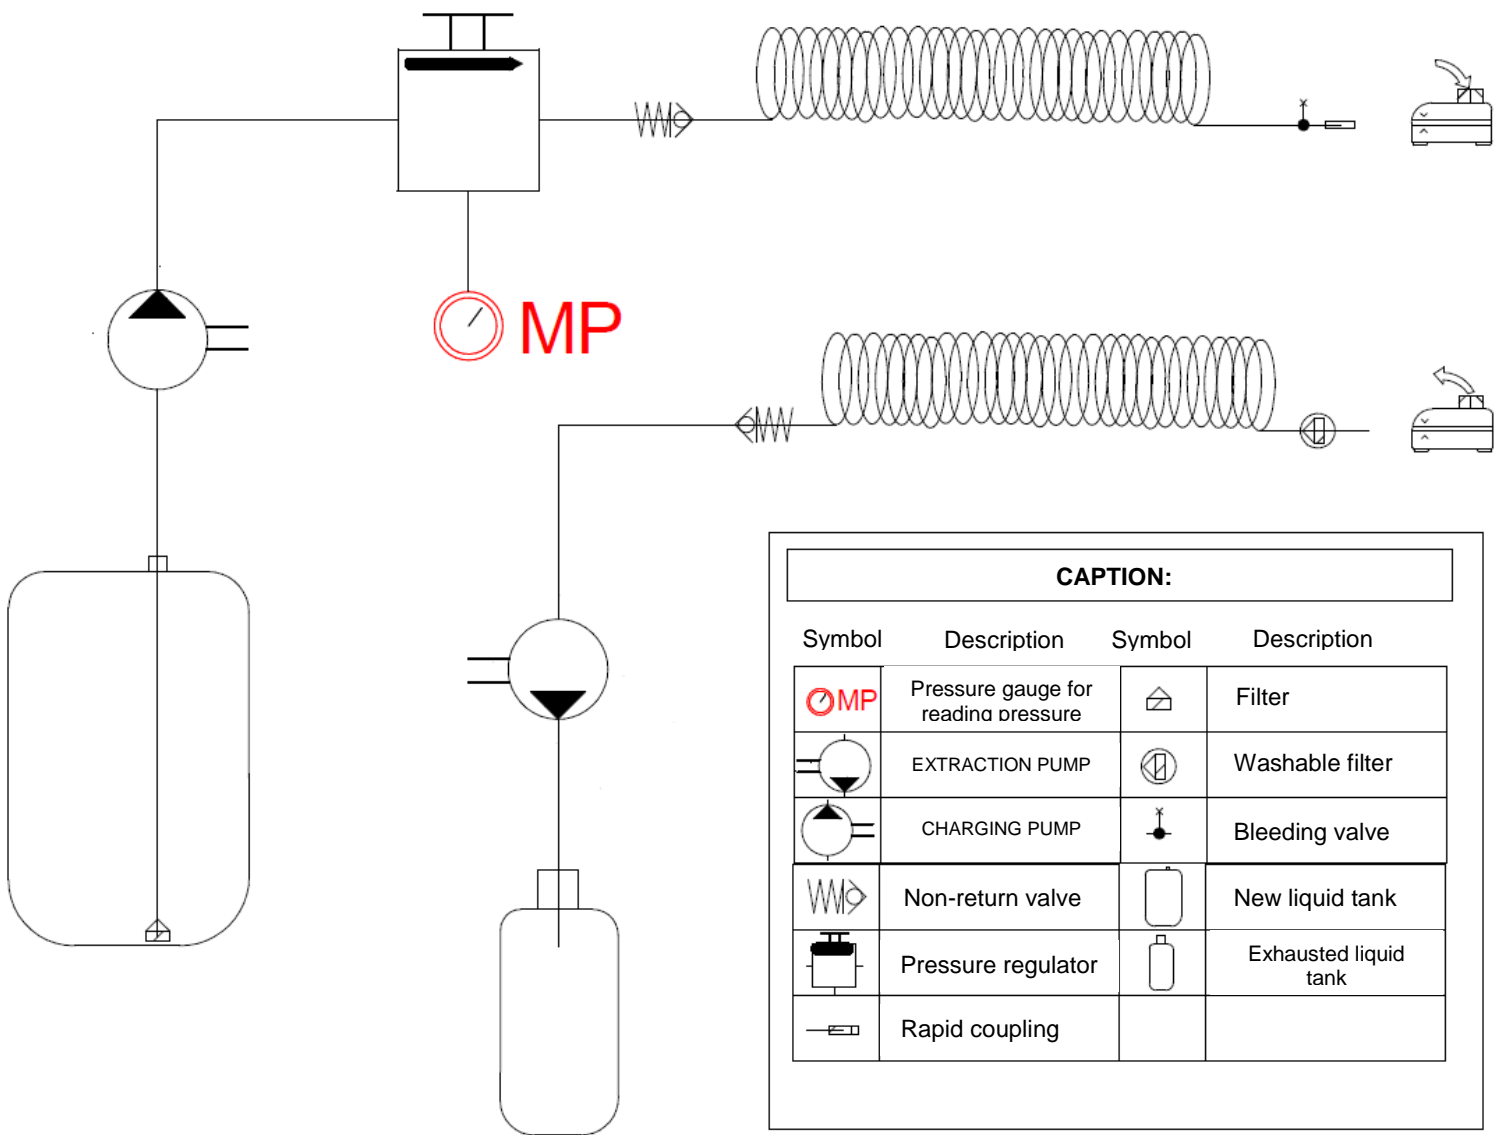 MP
CAPTION:
Symbol Description Symbol Description
MP Pressure gauge for
reading pressure
Filter
EXTRACTION PUMP Washable filter
CHARGING PUMP Bleeding valve
Non-return valve New liquid tank
Pressure regulator Exhausted liquid
tank
Rapid coupling